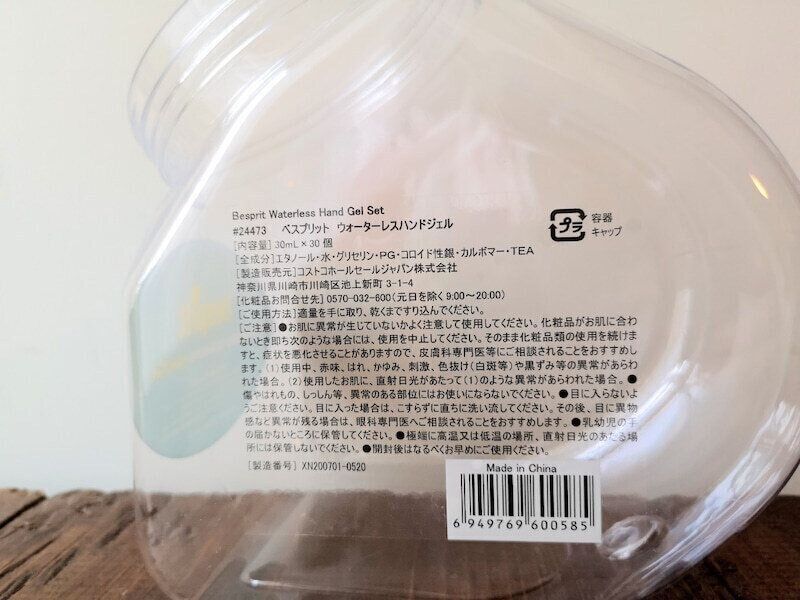 Besprit Waterless Hand Gel Set
#24473 ベスプリット ウォーターレスハンドジェル
[内容量] 30mL×30個
[全成分]エタノール・水・グリセリン・PG・コロイド性銀・カルボマー・TEA
[製造販売元]コストコホールセールジャパン株式会社
神奈川県川崎市川崎区池上新町3-1-4
[化粧品お問合せ先] 0570-032-600(元日を除く9:00~20:00)
[ご使用方法]適量を手に取り、乾くまですり込んでください。
[ご注意]●お肌に異常が生じていないかよく注意して使用してください。化粧品がお肌に合わ
ないとき即ち次のような場合には、使用を中止してください。そのまま化粧品類の使用を続けま
すと、症状を悪化させることがありますので、皮膚科専門医等にご相談されることをおすすめし
ます。(1)使用中、赤味、はれ、かゆみ、刺激、色抜け(白斑等)や黒ずみ等の異常があらわ
れた場合。(2)使用したお肌に、直射日光があたって(1)のような異常があらわれた場合。●
傷やはれもの、しっしん等、異常のある部位にはお使いにならないでください。●目に入らないよ
うご注意ください。目に入った場合は、こすらずに直ちに洗い流してください。その後、目に異物
感など異常が残る場合は、眼科専門医へご相談されることをおすすめします。●乳幼児の手
の届かないところに保管してください。●極端に高温又は低温の場所、直射日光のあたる場
所には保管しないでください。●開封後はなるべくお早めにご使用ください。
[製造番号] XN200701-0520
プラ
容器
キャップ
Made in China
6 949769 600585